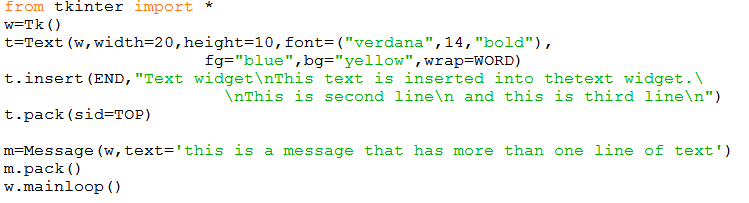 from tkinter import *
w=Tk()
t=Text(w,width=20,height=10,font=("verdana",14,"bold"),
fg="blue",bg="yellow",wrap=WORD)
t.insert(END,"Text widget\nThis text is inserted into thetext widget.\
\nThis is second line\n and this is third line\n")
t.pack(sid=TOP)
m=Message(w,text='this is a message that has more than one line of text')
m.pack()
w.mainloop()